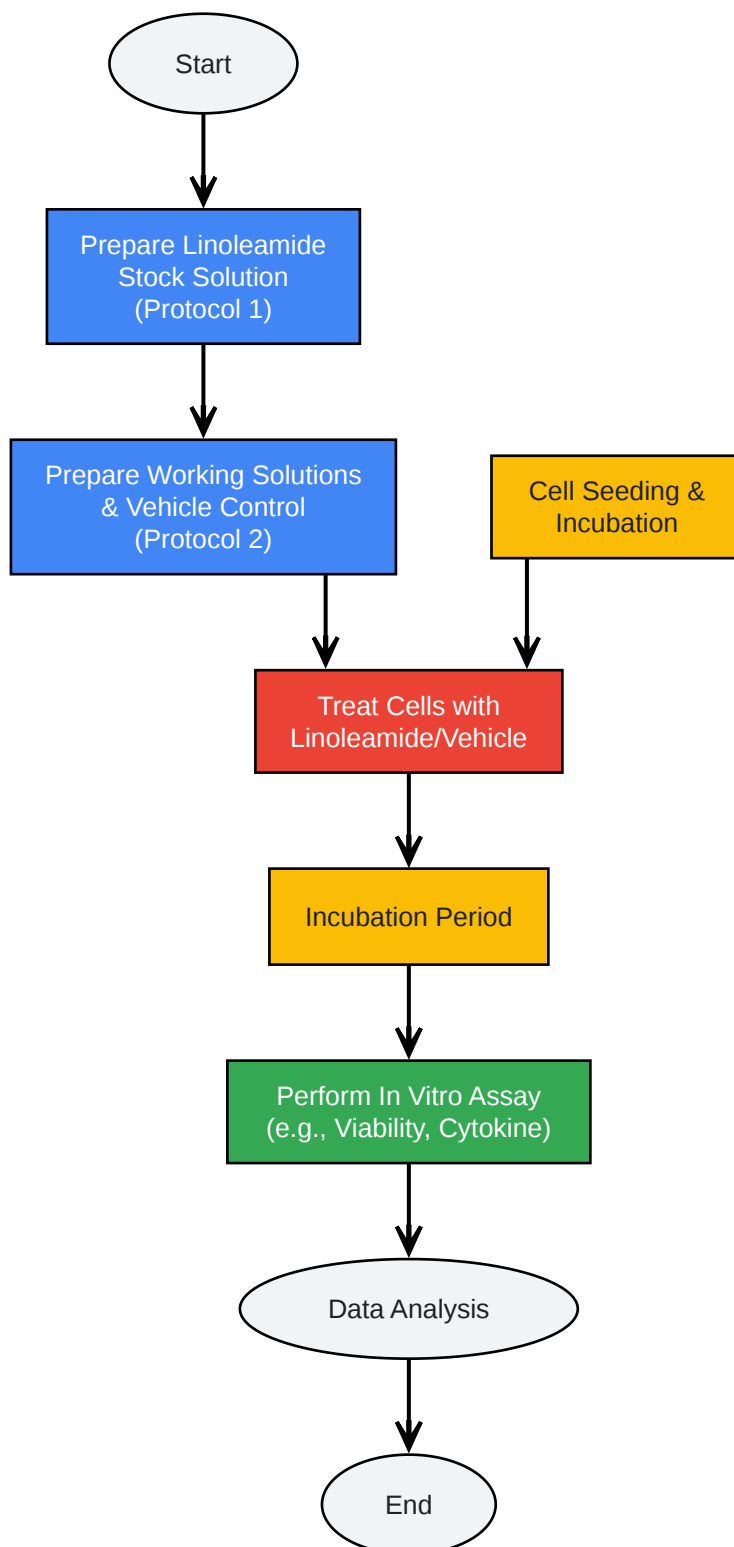 Start
Prepare Linoleamide
Stock Solution
(Protocol 1)
Prepare Working Solutions
& Vehicle Control
(Protocol 2)
Cell Seeding &
Incubation
Treat Cells with
Linoleamide/Vehicle
Incubation Period
Perform In Vitro Assay
(e.g., Viability, Cytokine)
Data Analysis
End